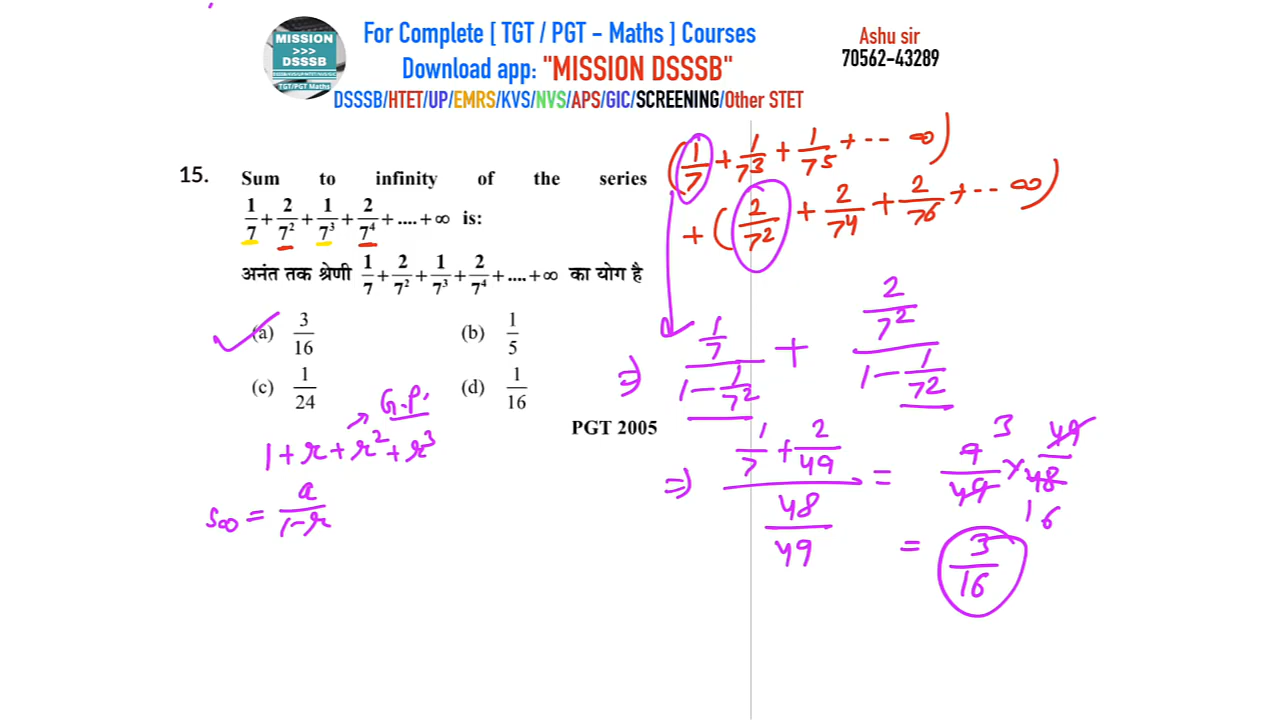 MISSION
>>>
DSSSB
TGT/PGT Maths
For Complete [ TGT / PGT - Maths ] Courses
Download app: "MISSION DSSSB"
DSSSB/HTET/UP/EMRS/KVS/NVS/APS/GIC/SCREENING/Other STET
Ashu sir
70562-43289
15. Sum to infinity of the series
1/7 + 2/7² + 1/7³ + 2/7⁴ + .... + ∞ is:
अनंत तक श्रेणी 1/7 + 2/7² + 1/7³ + 2/7⁴ + .... + ∞ का योग है
(a) 3/16 (b) 1/5
(c) 1/24 (d) 1/16
PGT 2005
G.P.
1 + r + r² + r³
S∞ = a/(1-r)
(1/7 + 1/7³ + 1/7⁵ + -- ∞)
+ (2/7² + 2/7⁴ + 2/7⁶ + -- ∞)
⇒ (1/7)/(1 - 1/7²) + (2/7²)/(1 - 1/7²)
⇒ (1/7 + 2/49)/(48/49) = 9/49 × 49/48
3
16
= 3/16